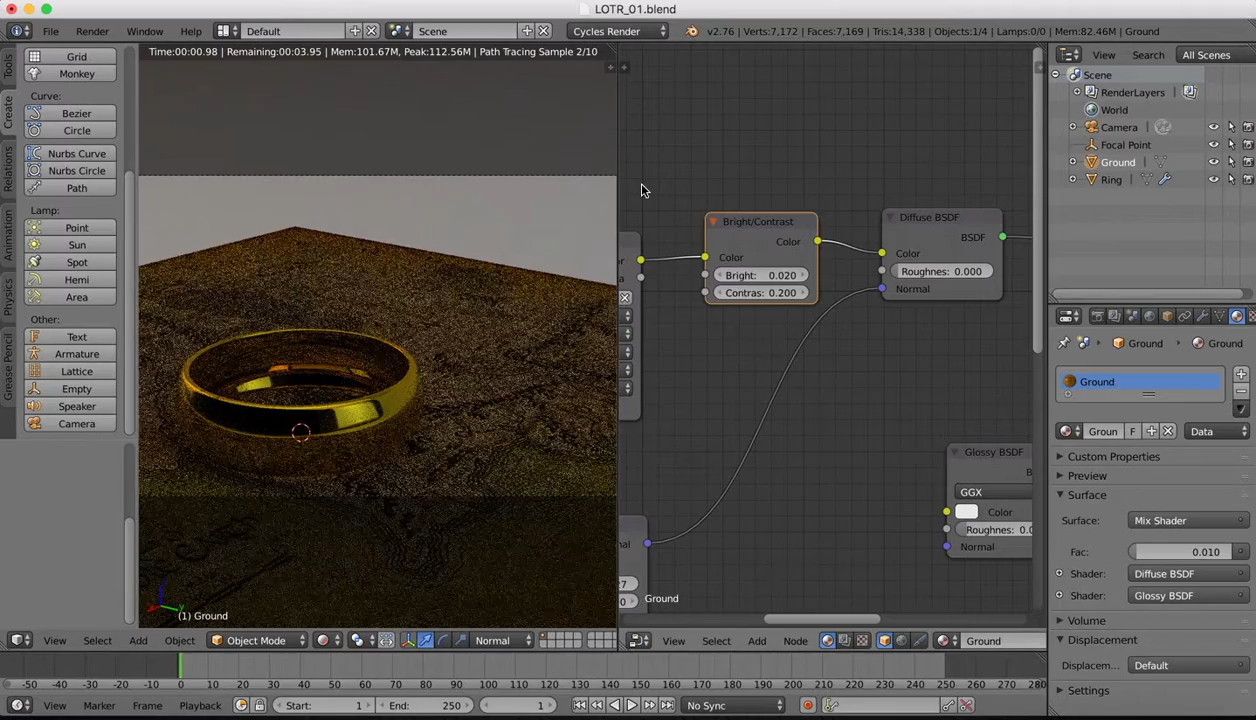 LOTR_01.blend
File Render Window Help Default Scene Cycles Render v2.76 | Verts:7,172 | Faces:7,169 | Tris:14,338 | Objects:1/4 | Lamps:0/0 | Mem:82.46M | Ground
Time:00:00.98 | Remaining:00:03.95 | Mem:101.67M, Peak:112.56M | Path Tracing Sample 2/10
View Search All Scenes
Tools
Create
Relations
Animation
Physics
Grease Pencil
Grid
Monkey
Curve:
Bezier
Circle
Nurbs Curve
Nurbs Circle
Path
Lamp:
Point
Sun
Spot
Hemi
Area
Other:
Text
Armature
Lattice
Empty
Speaker
Camera
(1) Ground
Bright/Contrast
Color
Color
Bright: 0.020
Contras: 0.200
Diffuse BSDF
BSDF
Color
Roughnes: 0.000
Normal
Glossy BSDF
GGX
Color
Roughnes: 0.0
Normal
Ground
Scene
RenderLayers
World
Camera
Focal Point
Ground
Ring
Ground Ground
Ground
Groun F Data
Custom Properties
Preview
Surface
Surface: Mix Shader
Fac: 0.010
Shader: Diffuse BSDF
Shader: Glossy BSDF
Volume
Displacement
Displacem... Default
Settings
View Select Add Object Object Mode Normal
View Select Add Node Ground
-50 -40 -30 -20 -10 0 10 20 30 40 50 60 70 80 90 100 110 120 130 140 150 160 170 180 190 200 210 220 230 240 250 260 270 280
View Marker Frame Playback Start: 1 End: 250 1 No Sync